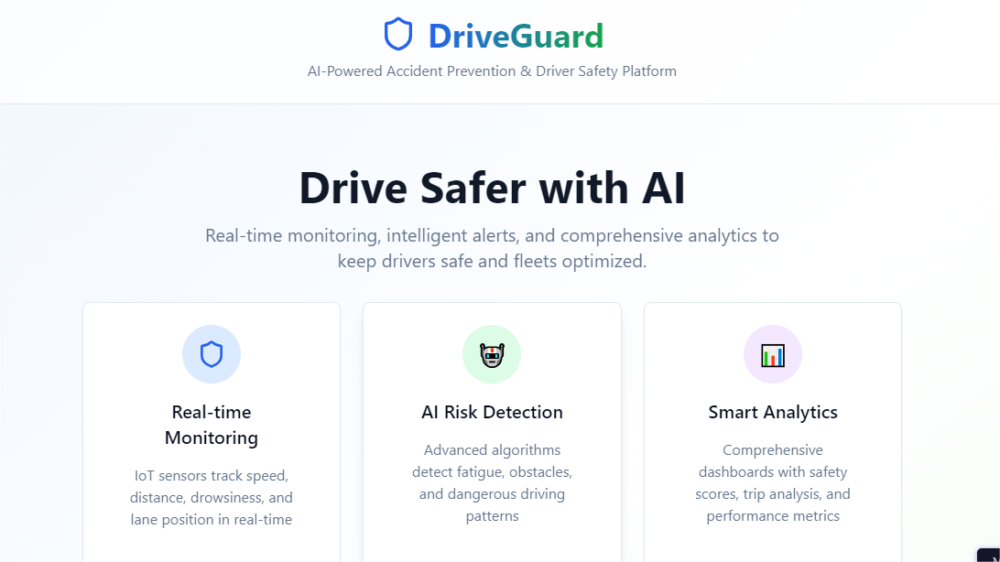 DriveGuard
AI-Powered Accident Prevention & Driver Safety Platform
Drive Safer with AI
Real-time monitoring, intelligent alerts, and comprehensive analytics to
keep drivers safe and fleets optimized.
Real-time
Monitoring
IoT sensors track speed,
distance, drowsiness, and
lane position in real-time
AI Risk Detection
Advanced algorithms
detect fatigue, obstacles,
and dangerous driving
patterns
Smart Analytics
Comprehensive
dashboards with safety
scores, trip analysis, and
performance metrics